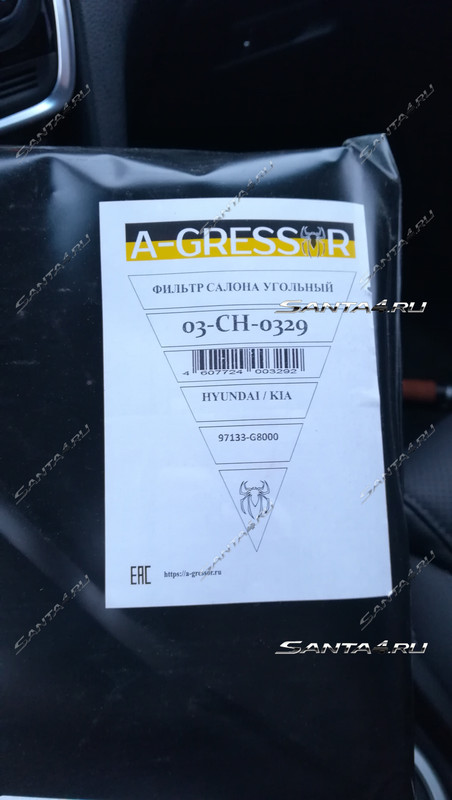 A-GRESSOR
ФИЛЬТР САЛОНА УГОЛЬНЫЙ
03-CH-0329
4 607724 003292
HYUNDAI / KIA
97133-G8000
EAC
https://a-gressor.ru
SANTA4.RU
SANTA4.RU